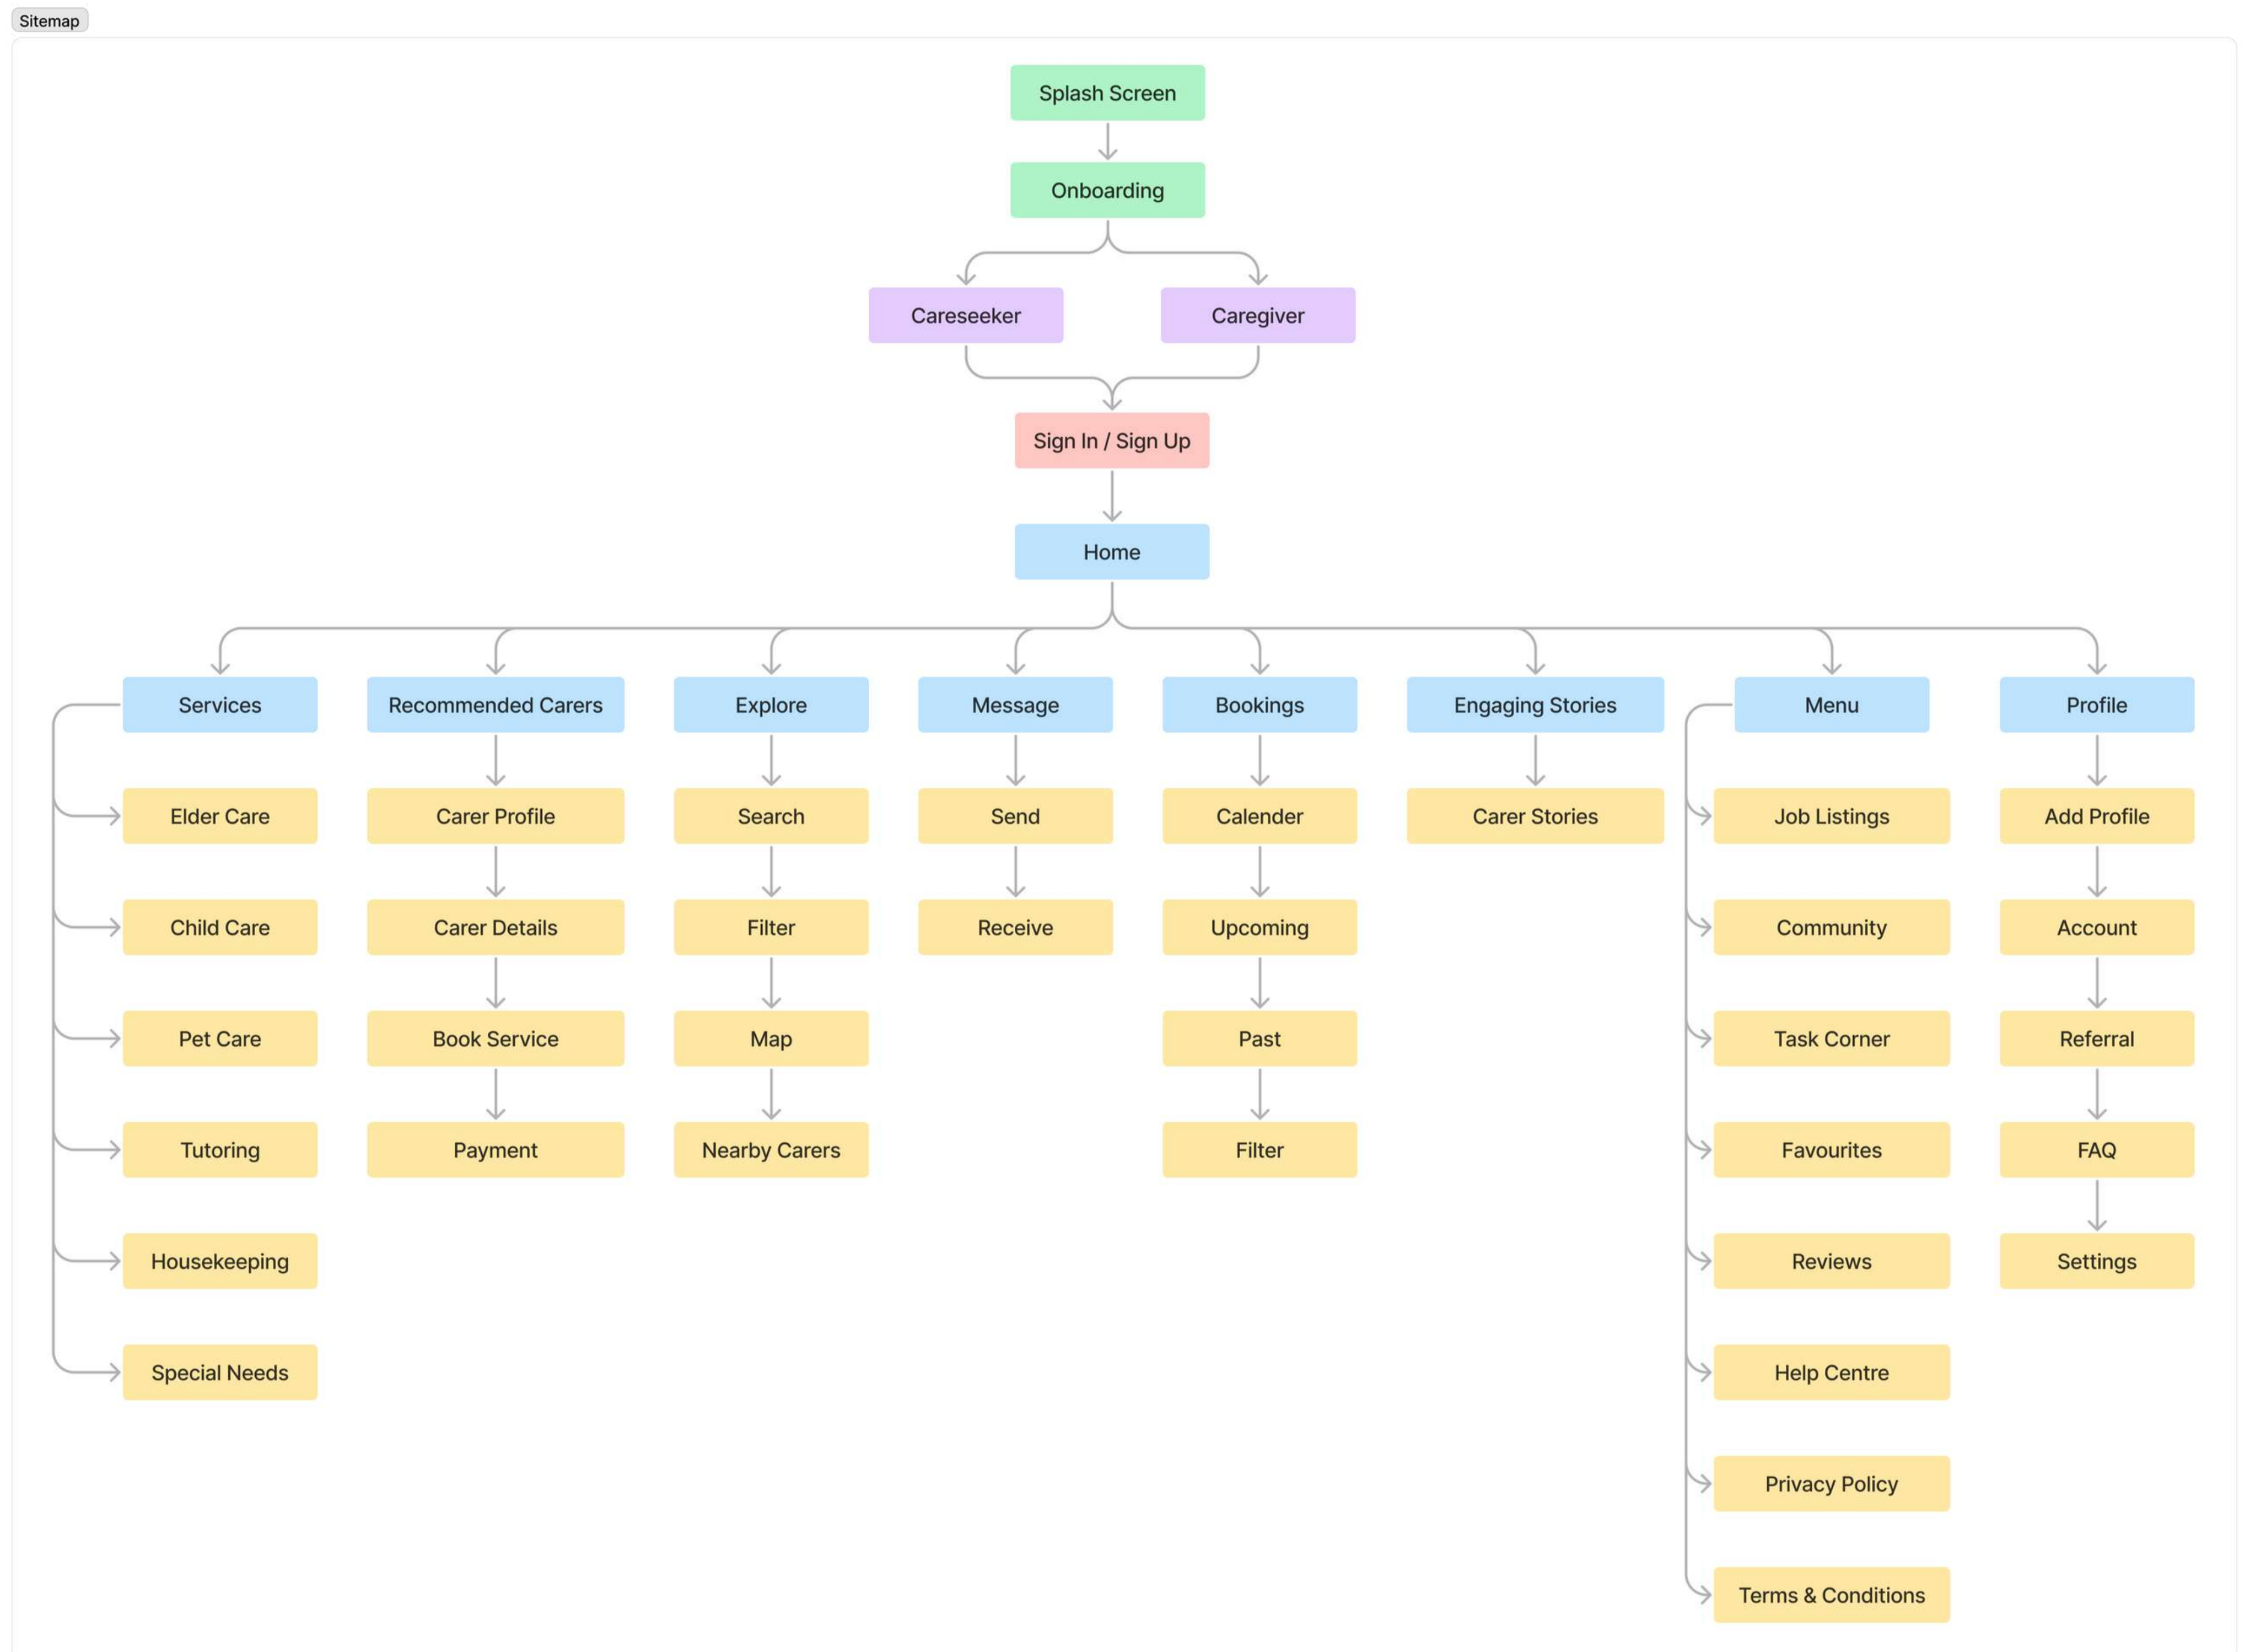 Sitemap
Splash Screen
Onboarding
Careseeker
Caregiver
Sign In / Sign Up
Home
Services
Recommended Carers
Explore
Message
Bookings
Engaging Stories
Menu
Profile
Elder Care
Carer Profile
Search
Send
Calender
Carer Stories
Job Listings
Add Profile
Child Care
Carer Details
Filter
Receive
Upcoming
Community
Account
Pet Care
Book Service
Map
Past
Task Corner
Referral
Tutoring
Payment
Nearby Carers
Filter
Favourites
FAQ
Housekeeping
Reviews
Settings
Special Needs
Help Centre
Privacy Policy
Terms & Conditions